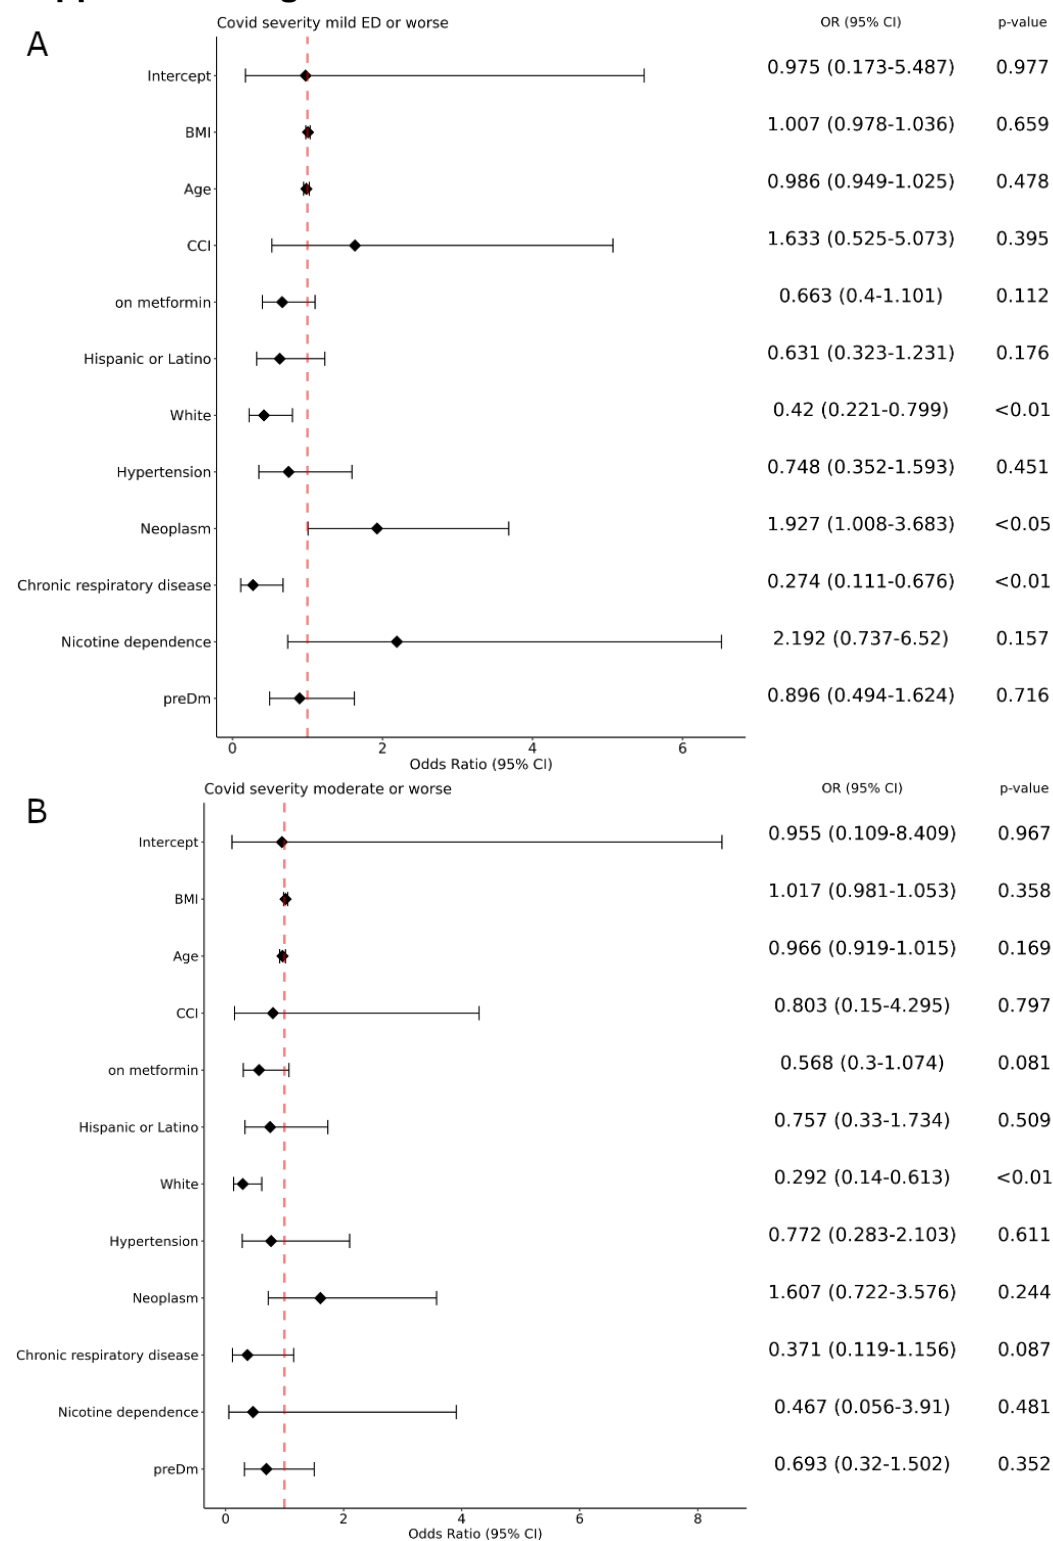 A
Covid severity mild ED or worse OR (95% CI) p-value
Intercept 0.975 (0.173-5.487) 0.977
BMI 1.007 (0.978-1.036) 0.659
Age 0.986 (0.949-1.025) 0.478
CCI 1.633 (0.525-5.073) 0.395
on metformin 0.663 (0.4-1.101) 0.112
Hispanic or Latino 0.631 (0.323-1.231) 0.176
White 0.42 (0.221-0.799) <0.01
Hypertension 0.748 (0.352-1.593) 0.451
Neoplasm 1.927 (1.008-3.683) <0.05
Chronic respiratory disease 0.274 (0.111-0.676) <0.01
Nicotine dependence 2.192 (0.737-6.52) 0.157
preDm 0.896 (0.494-1.624) 0.716
0 2 4 6
Odds Ratio (95% CI)
B
Covid severity moderate or worse OR (95% CI) p-value
Intercept 0.955 (0.109-8.409) 0.967
BMI 1.017 (0.981-1.053) 0.358
Age 0.966 (0.919-1.015) 0.169
CCI 0.803 (0.15-4.295) 0.797
on metformin 0.568 (0.3-1.074) 0.081
Hispanic or Latino 0.757 (0.33-1.734) 0.509
White 0.292 (0.14-0.613) <0.01
Hypertension 0.772 (0.283-2.103) 0.611
Neoplasm 1.607 (0.722-3.576) 0.244
Chronic respiratory disease 0.371 (0.119-1.156) 0.087
Nicotine dependence 0.467 (0.056-3.91) 0.481
preDm 0.693 (0.32-1.502) 0.352
0 2 4 6 8
Odds Ratio (95% CI)